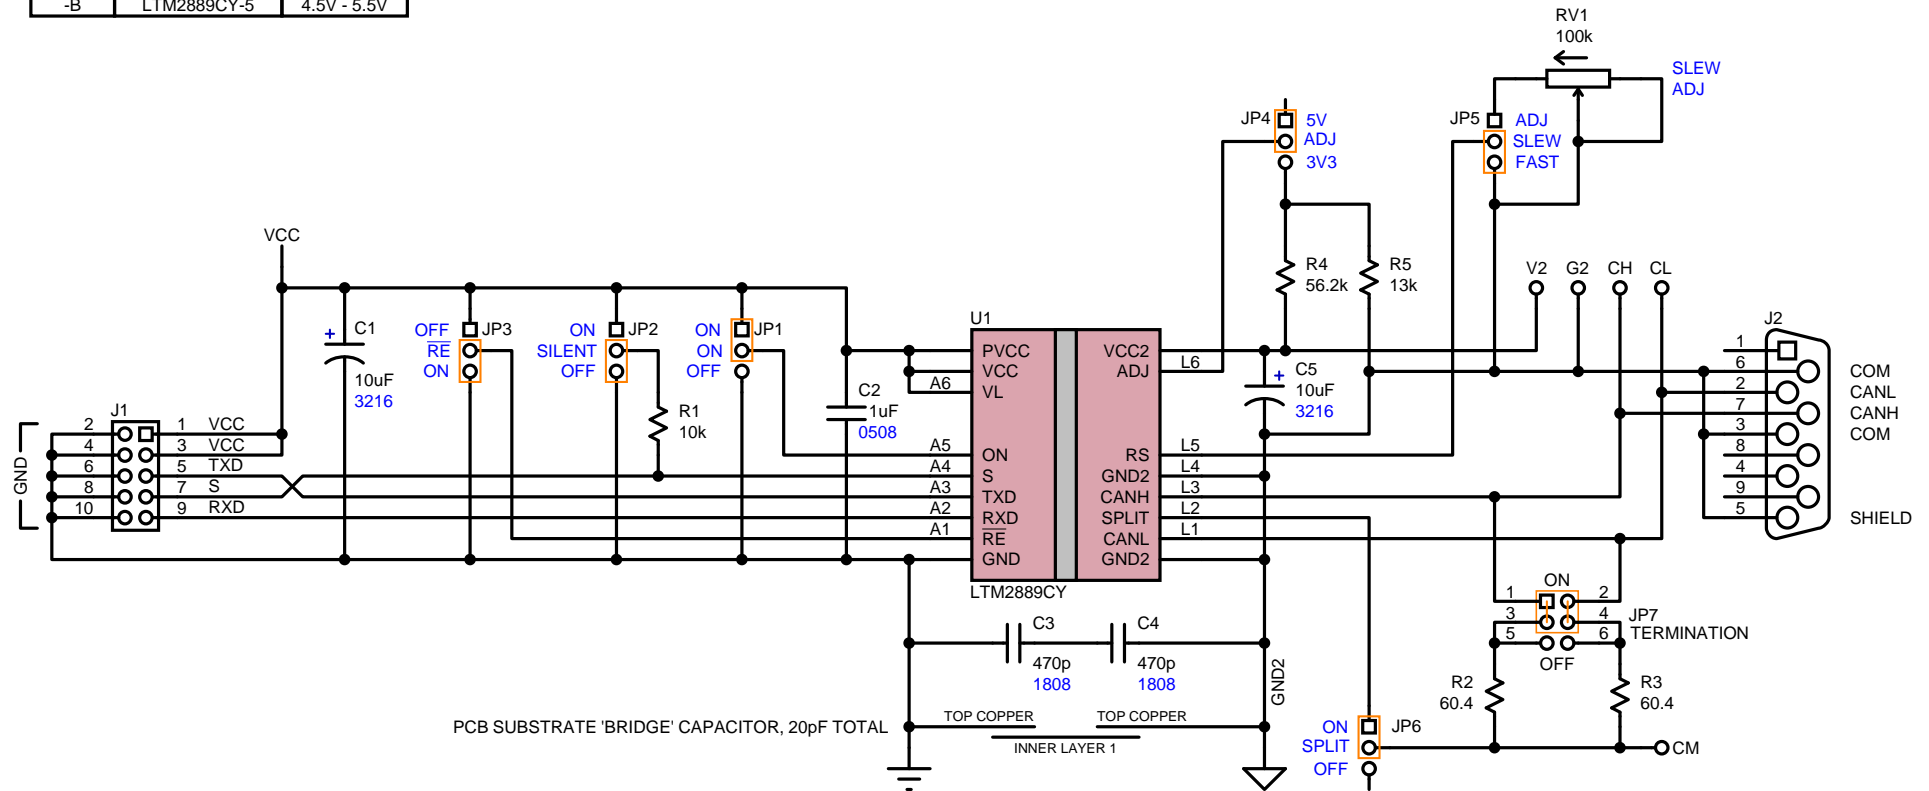 -B LTM2889CY-5 4.5V - 5.5V
RV1
100k
SLEW
ADJ
JP4 5V
ADJ
3V3
JP5 ADJ
SLEW
FAST
VCC
R4
56.2k
R5
13k
V2 G2 CH CL
C1
+
10uF
3216
OFF JP3
RE
ON
ON JP2
SILENT
OFF
ON JP1
ON
OFF
R1
10k
C2
1uF
0508
U1
PVCC
VCC
A6 VL
A5 ON
A4 S
A3 TXD
A2 RXD
A1 RE
GND
VCC2
ADJ L6
RS L5
GND2 L4
CANH L3
SPLIT L2
CANL L1
GND2
LTM2889CY
C5
+
10uF
3216
J1
GND
2 1 VCC
4 3 VCC
6 5 TXD
8 7 S
10 9 RXD
J2
1
6 COM
2 CANL
7 CANH
3 COM
8
4
9
5 SHIELD
C3
470p
1808
C4
470p
1808
GND2
PCB SUBSTRATE 'BRIDGE' CAPACITOR, 20pF TOTAL
TOP COPPER TOP COPPER
INNER LAYER 1
ON
1 2
3 4
5 6
OFF
JP7
TERMINATION
R2
60.4
R3
60.4
ON JP6
SPLIT
OFF
CM